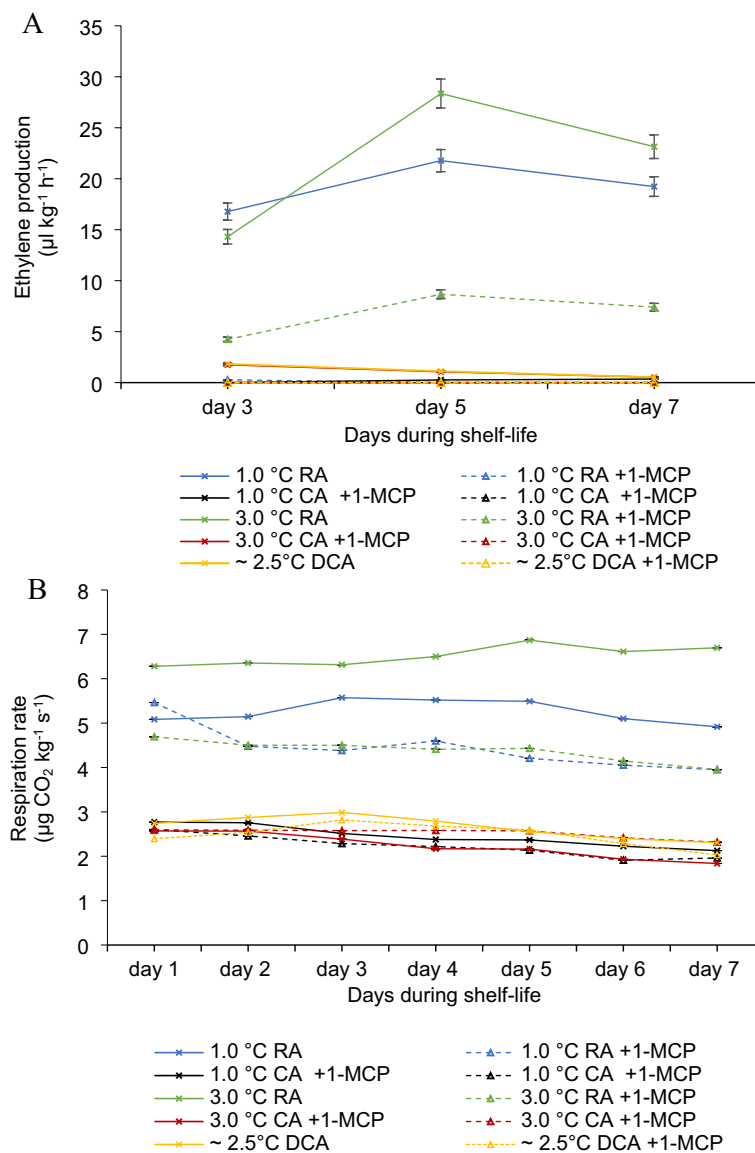 A
Ethylene production
(µl kg⁻¹ h⁻¹)
35
30
25
20
15
10
5
0
day 3 day 5 day 7
Days during shelf-life
1.0 °C RA 1.0 °C RA +1-MCP
1.0 °C CA +1-MCP 1.0 °C CA +1-MCP
3.0 °C RA 3.0 °C RA +1-MCP
3.0 °C CA +1-MCP 3.0 °C CA +1-MCP
~ 2.5°C DCA ~ 2.5°C DCA +1-MCP
B
Respiration rate
(µg CO₂ kg⁻¹ s⁻¹)
8
7
6
5
4
3
2
1
0
day 1 day 2 day 3 day 4 day 5 day 6 day 7
Days during shelf-life
1.0 °C RA 1.0 °C RA +1-MCP
1.0 °C CA +1-MCP 1.0 °C CA +1-MCP
3.0 °C RA 3.0 °C RA +1-MCP
3.0 °C CA +1-MCP 3.0 °C CA +1-MCP
~ 2.5°C DCA ~ 2.5°C DCA +1-MCP